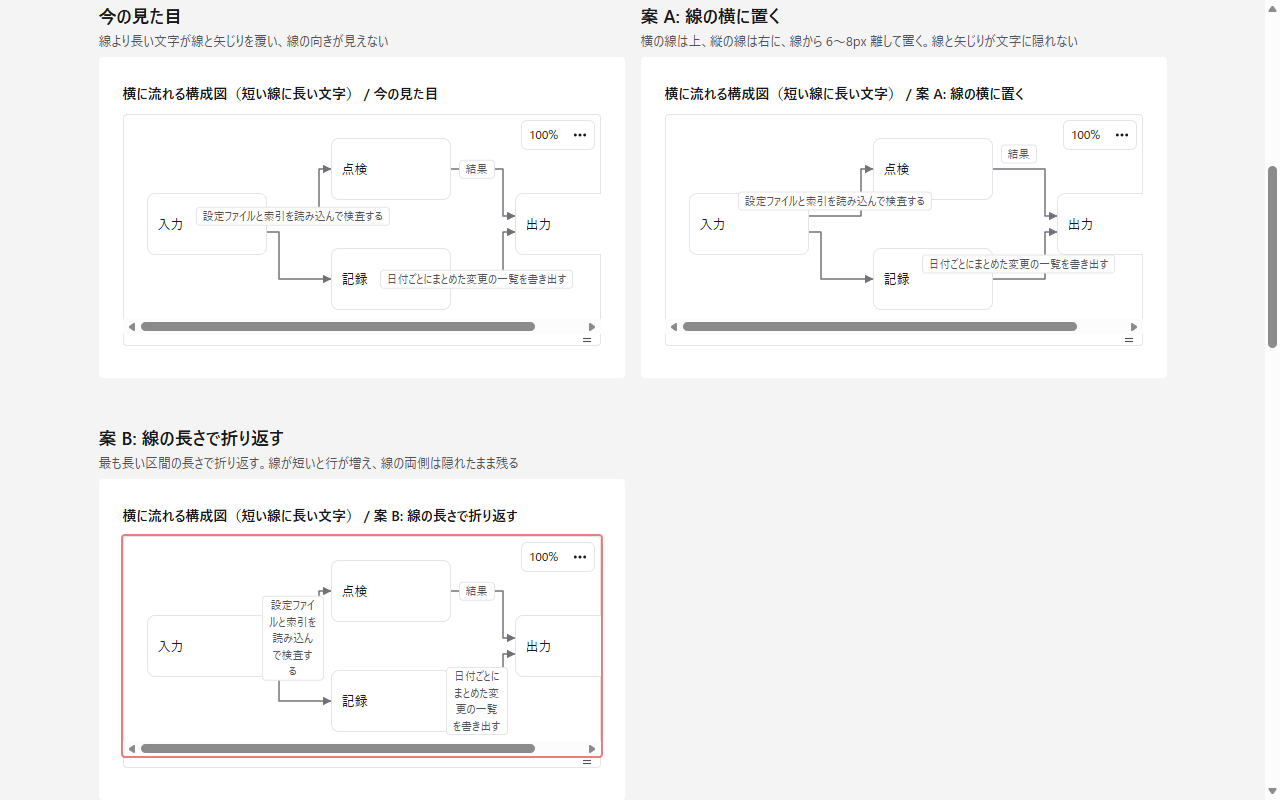 今の見た目
線より長い文字が線と矢じりを覆い、線の向きが見えない
横に流れる構成図（短い線に長い文字） / 今の見た目
100%
点検
結果
設定ファイルと索引を読み込んで検査する
入力
出力
記録
日付ごとにまとめた変更の一覧を書き出す
案 A: 線の横に置く
横の線は上、縦の線は右に、線から 6〜8px 離して置く。線と矢じりが文字に隠れない
横に流れる構成図（短い線に長い文字） / 案 A: 線の横に置く
100%
結果
点検
設定ファイルと索引を読み込んで検査する
入力
出力
日付ごとにまとめた変更の一覧を書き出す
記録
案 B: 線の長さで折り返す
最も長い区間の長さで折り返す。線が短いと行が増え、線の両側は隠れたまま残る
横に流れる構成図（短い線に長い文字） / 案 B: 線の長さで折り返す
100%
点検
結果
設定ファイ
ルと索引を
読み込ん
で検査す
る
入力
出力
記録
日付ごとに
まとめた変
更の一覧
を書き出す